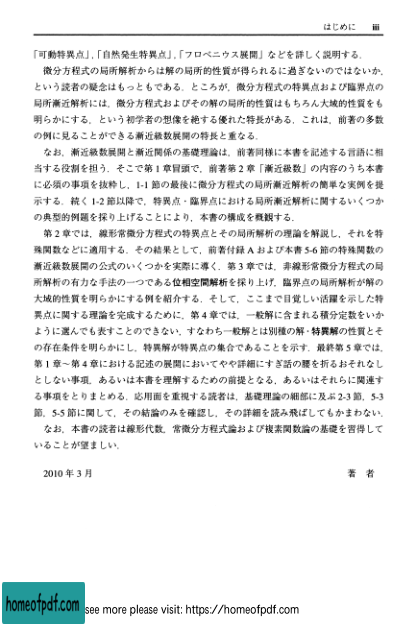 はじめに iii
「可動特異点」,「自然発生特異点」,「フロベニウス展開」などを詳しく説明する.
微分方程式の局所解析からは解の局所的性質が得られるに過ぎないのではないか,
という読者の疑念はもっともである. ところが, 微分方程式の特異点および臨界点の
局所漸近解析には, 微分方程式およびその解の局所的性質はもちろん大域的性質をも
明らかにする, という初学者の想像を絶する優れた特長がある. これは, 前著の多数
の例に見ることができる漸近級数展開の特長と重なる.
なお, 漸近級数展開と漸近関係の基礎理論は, 前著同様に本書を記述する言語に相
当する役割を担う. そこで第1章冒頭で, 前著第2章「漸近級数」の内容のうち本書
に必須の事項を抜粋し, 1-1節の最後に微分方程式の局所漸近解析の簡単な実例を提
示する. 続く1-2節以降で, 特異点・臨界点における局所漸近解析に関するいくつか
の典型的例題を採り上げることにより, 本書の構成を概観する.
第2章では, 線形常微分方程式の特異点とその局所解析の理論を解説し, それを特
殊関数などに適用する. その結果として, 前著付録Aおよび本書5-6節の特殊関数の
漸近級数展開の公式のいくつかを実際に導く. 第3章では, 非線形常微分方程式の局
所解析の有力な手法の一つである位相空間解析を採り上げ, 臨界点の局所解析が解の
大域的性質を明らかにする例を紹介する. そして, ここまで目覚しい活躍を示した特
異点に関する理論を完成するために, 第4章では, 一般解に含まれる積分定数をいか
ように選んでも表すことのできない, すなわち一般解とは別種の解・特異解の性質とそ
の存在条件を明らかにし, 特異解が特異点の集合であることを示す. 最終第5章では,
第1章～第4章における記述の展開においてやや詳細にすぎ話の腰を折るおそれなし
としない事項, あるいは本書を理解するための前提となる, あるいはそれらに関連す
る事項をとりまとめる. 応用面を重視する読者は, 基礎理論の細部に及ぶ2-3節, 5-3
節, 5-5節に関して, その結論のみを確認し, その詳細を読み飛ばしてもかまわない.
なお, 本書の読者は線形代数, 常微分方程式論および複素関数論の基礎を習得して
いることが望ましい.
2010年3月 著 者
homeofpdf.com see more please visit: https://homeofpdf.com